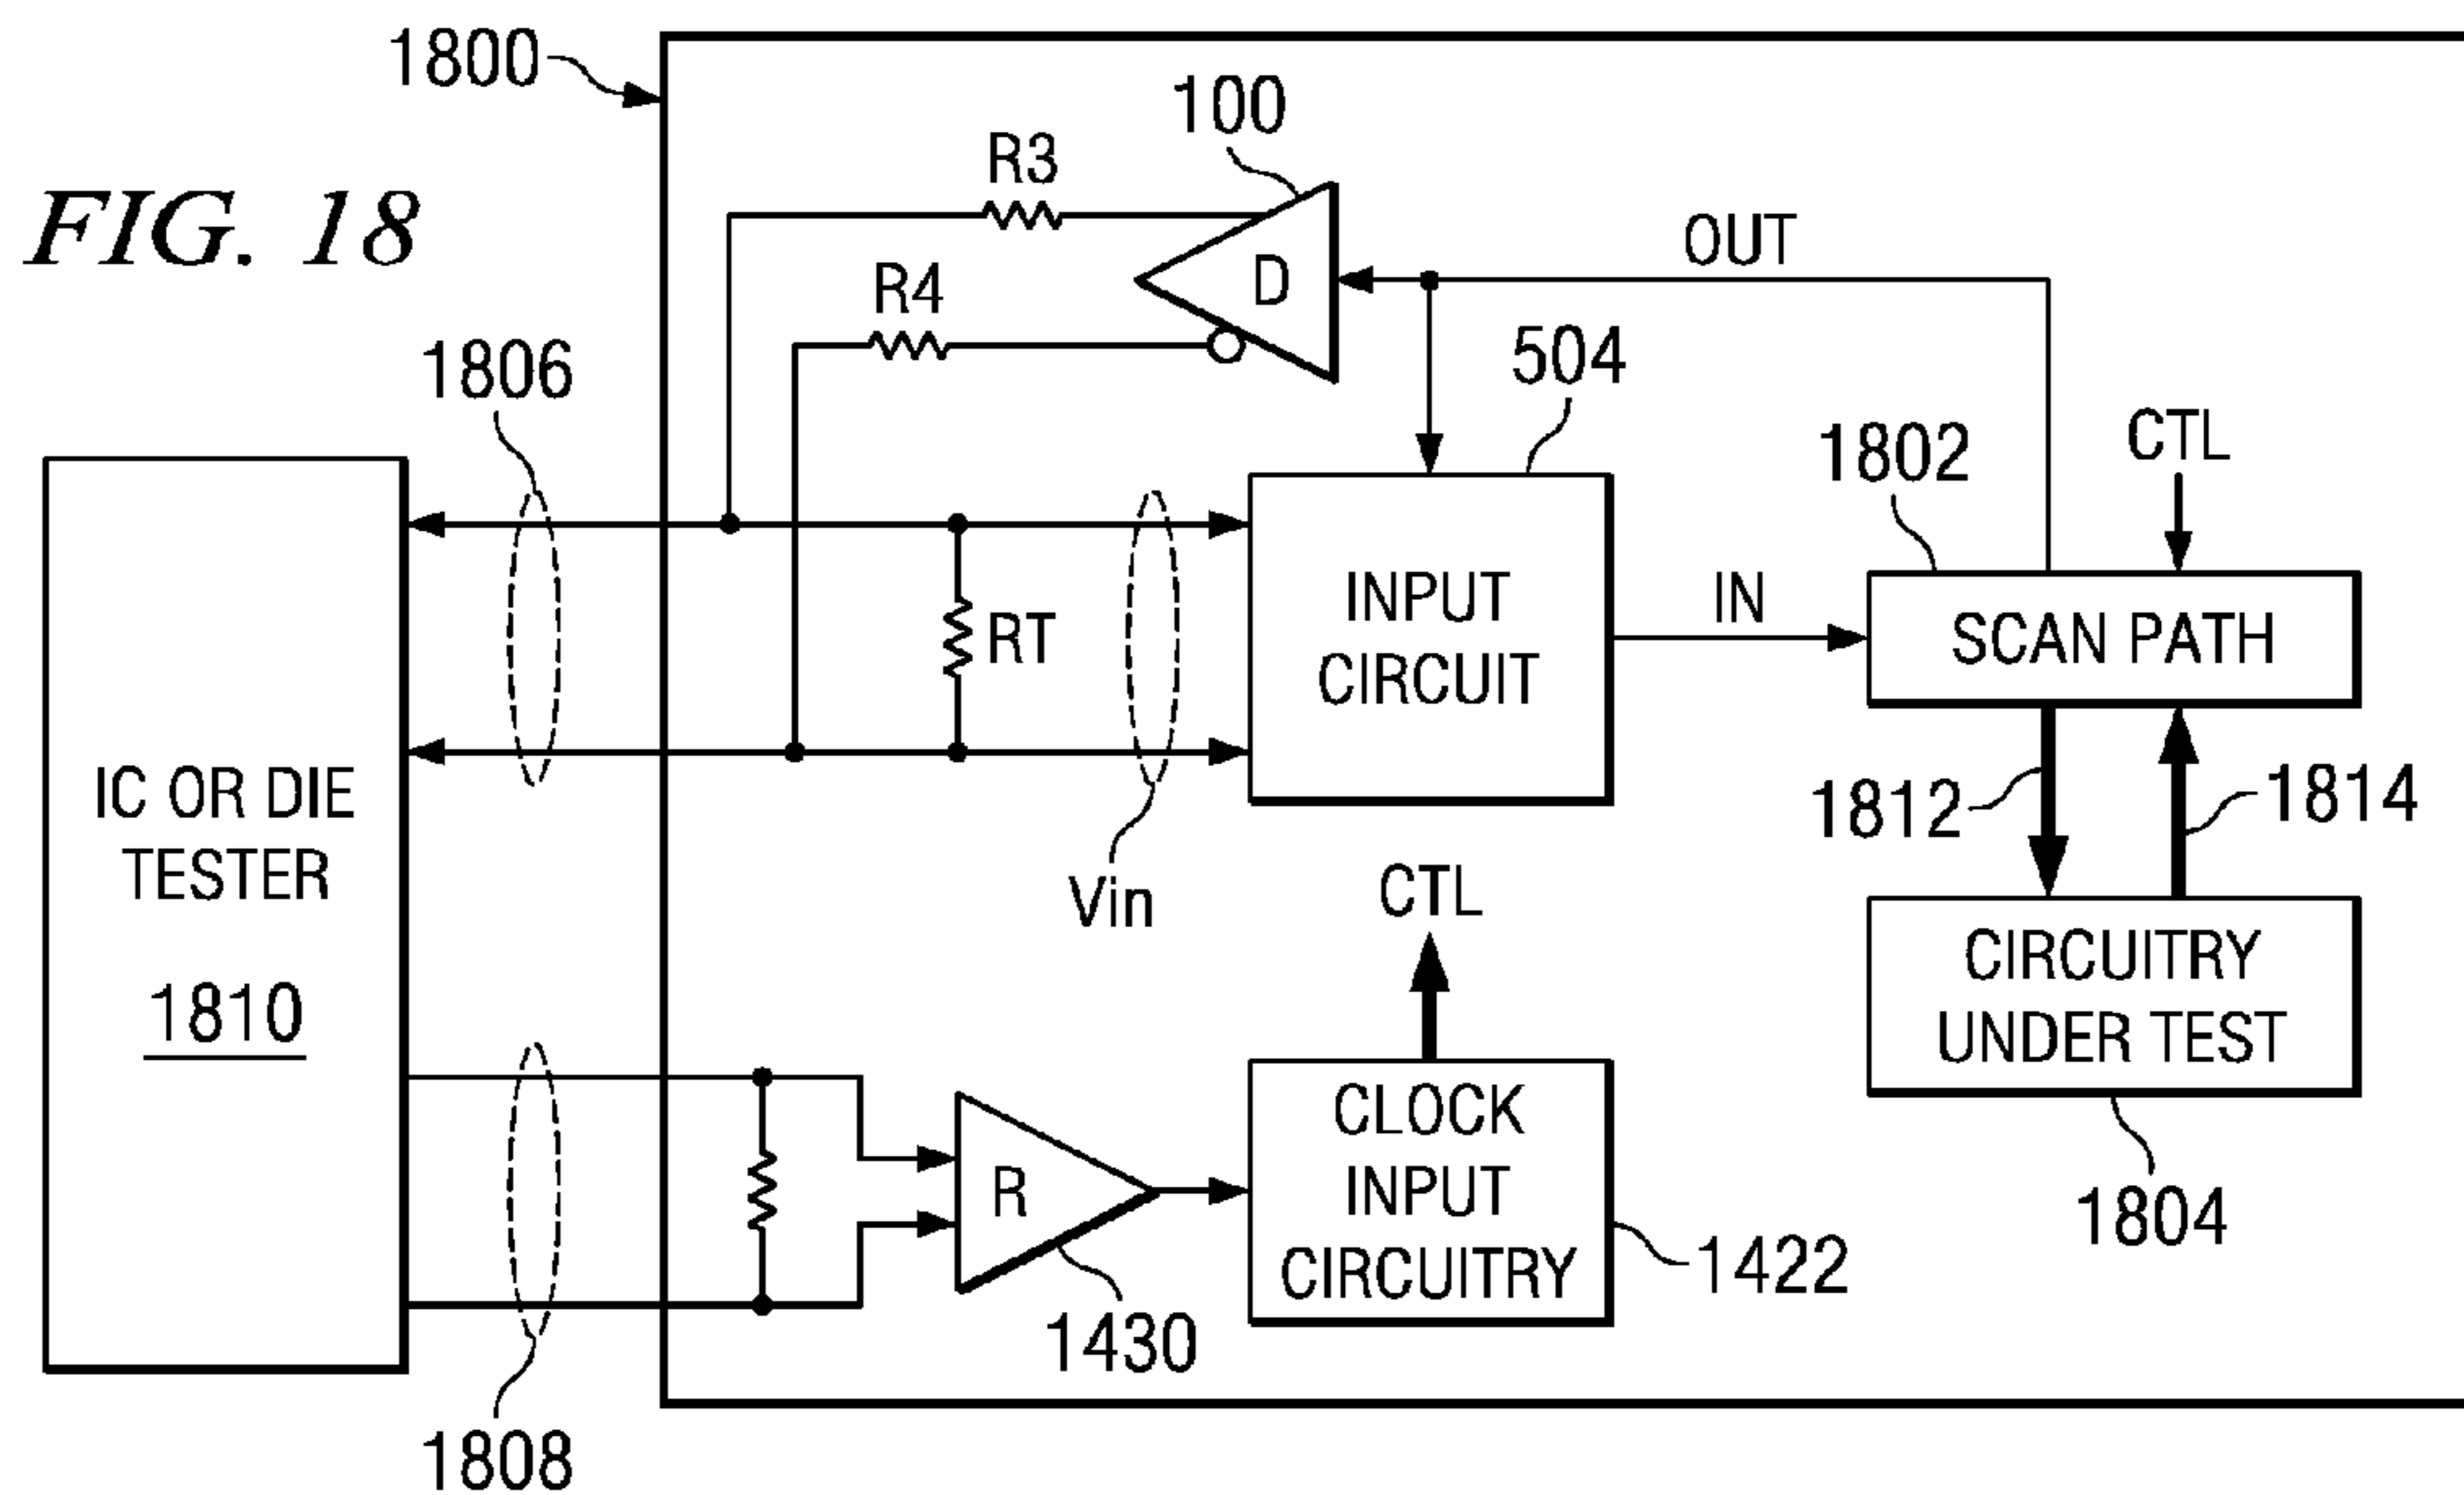 1800
100
R3
FIG. 18
OUT
R4
D
1806
504
1802
CTL
INPUT
CIRCUIT
IN
RT
SCAN PATH
IC OR DIE
TESTER
1810
1812
1814
Vin
CTL
CIRCUITRY
UNDER TEST
CLOCK
INPUT
CIRCUITRY
R
1804
1422
1430
1808